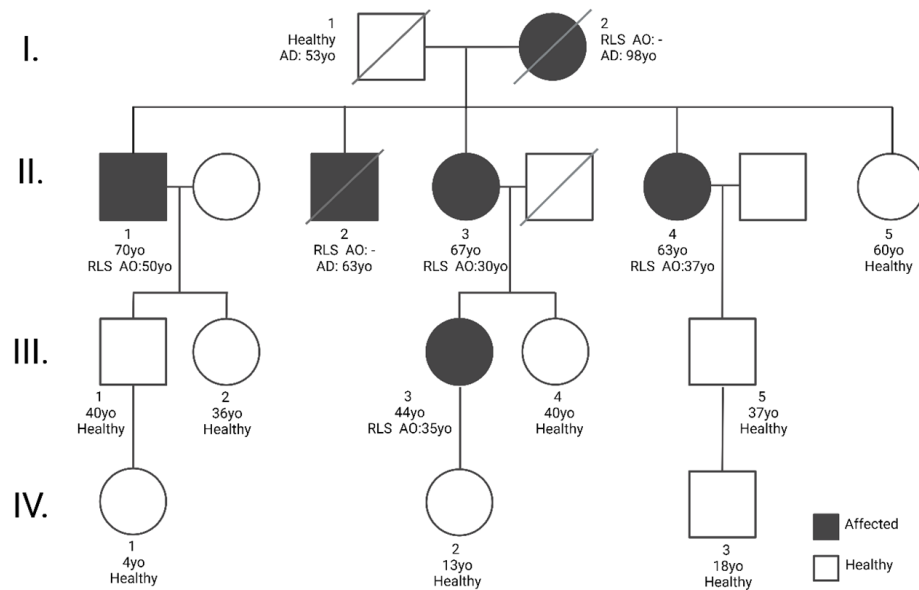 I.
1
Healthy
AD: 53yo
2
RLS AO: -
AD: 98yo
II.
1
70yo
RLS AO:50yo
2
RLS AO: -
AD: 63yo
3
67yo
RLS AO:30yo
4
63yo
RLS AO:37yo
5
60yo
Healthy
III.
1
40yo
Healthy
2
36yo
Healthy
3
44yo
RLS AO:35yo
4
40yo
Healthy
5
37yo
Healthy
IV.
1
4yo
Healthy
2
13yo
Healthy
3
18yo
Healthy
Affected
Healthy